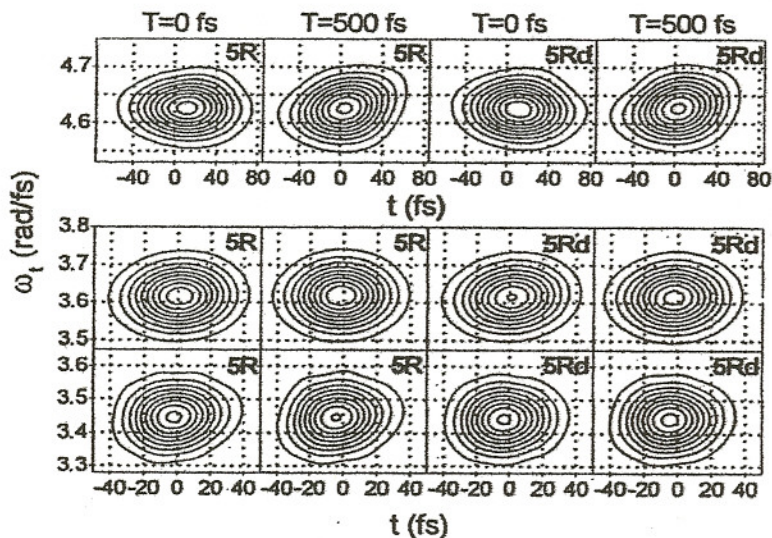 T=0 fs T=500 fs T=0 fs T=500 fs
5R 5R 5Rd 5Rd
4.7
4.6
-40 0 40 80 -40 0 40 80 -40 0 40 80 -40 0 40 80
t (fs)
ωt (rad/fs)
3.8
5R 5R 5Rd 5Rd
3.7
3.6
3.5
3.6
5R 5R 5Rd 5Rd
3.5
3.4
3.3
-40 -20 0 20 40 -40 -20 0 20 40 -40 -20 0 20 40 -40 -20 0 20 40
t (fs)